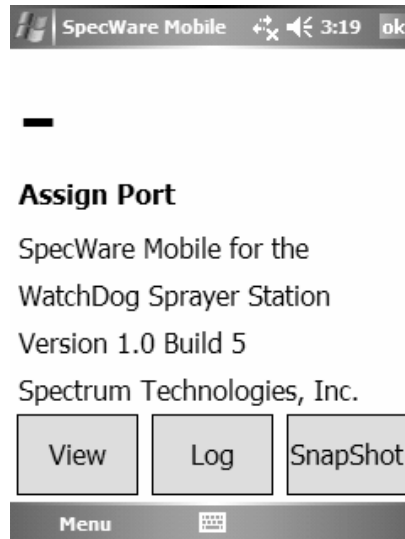 SpecWare Mobile 3:19 ok
-
Assign Port
SpecWare Mobile for the
WatchDog Sprayer Station
Version 1.0 Build 5
Spectrum Technologies, Inc.
View Log SnapShot
Menu